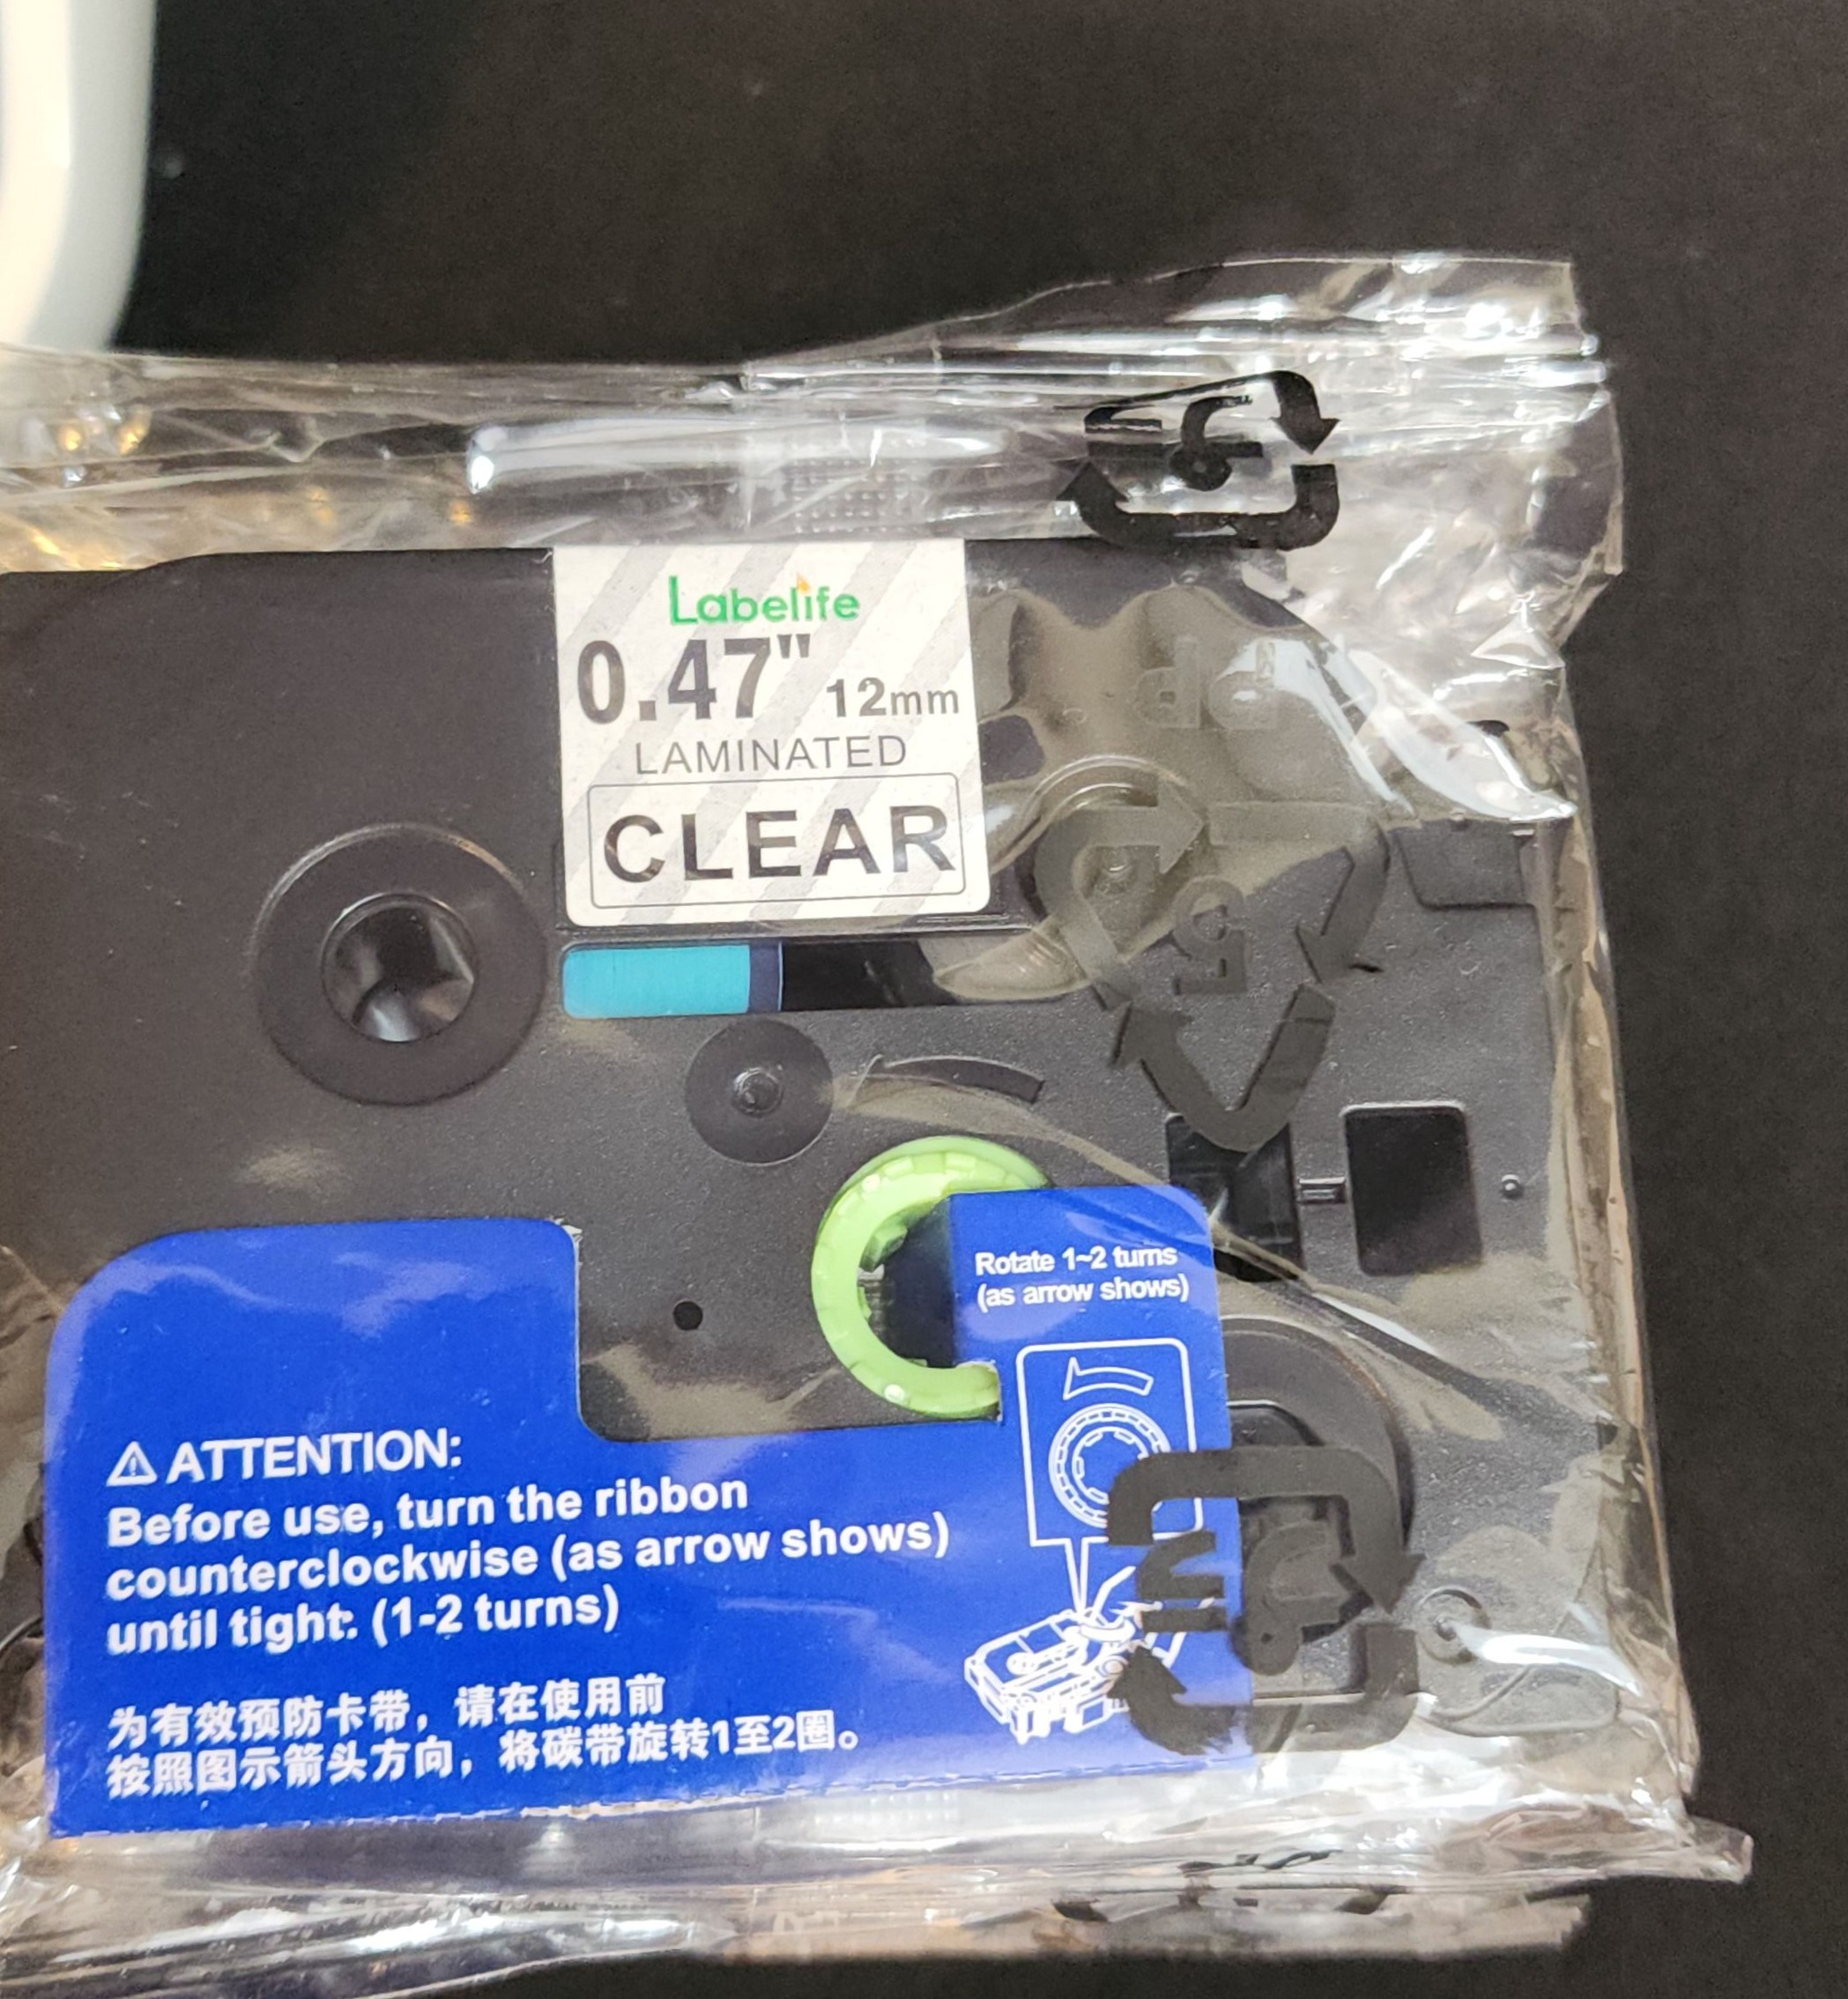 Labelife
0.47" 12mm
LAMINATED
CLEAR
PP
5
Rotate 1~2 turns
(as arrow shows)
⚠ ATTENTION:
Before use, turn the ribbon
counterclockwise (as arrow shows)
until tight: (1-2 turns)
为有效预防卡带，请在使用前
按照图示箭头方向，将碳带旋转1至2圈。